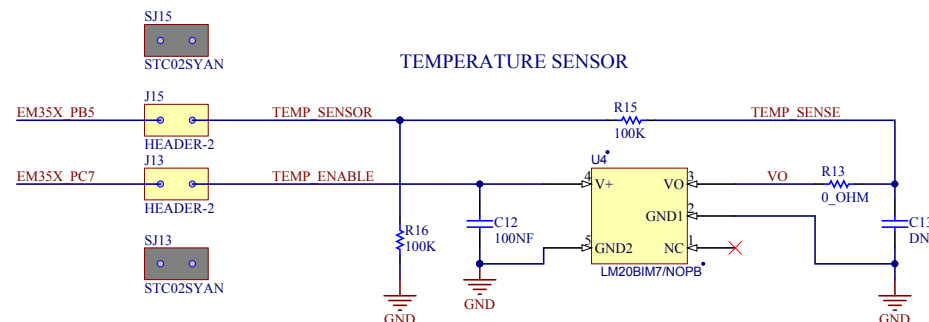 SJ15
STC02SYAN
TEMPERATURE SENSOR
J15
EM35X_PB5
TEMP_SENSOR
R15
100K
TEMP_SENSE
HEADER-2
J13
EM35X_PC7
TEMP_ENABLE
HEADER-2
U4
4
V+
VO
3
VO
R13
0_OHM
GND1
2
C12
100NF
C13
DN
R16
100K
5
GND2
NC
1
SJ13
STC02SYAN
LM20BIM7/NOPB
GND
GND
GND